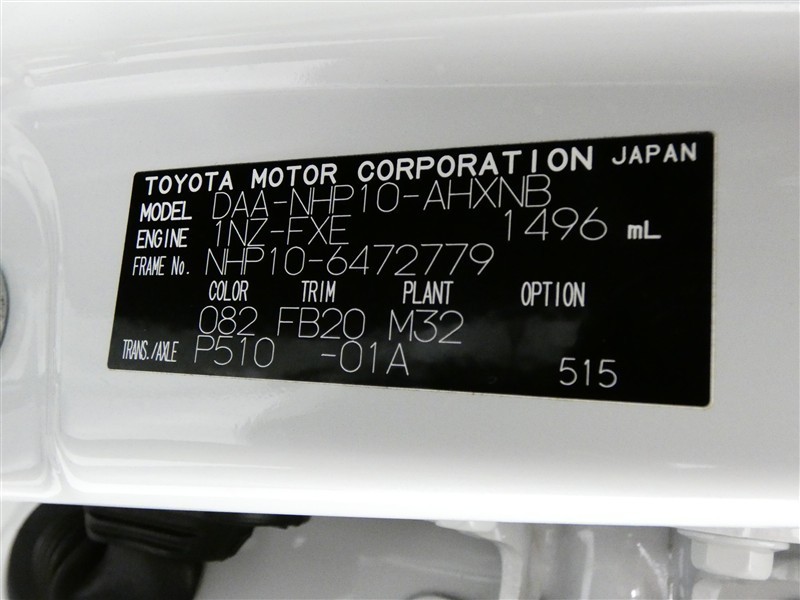 TOYOTA MOTOR CORPORATION JAPAN
MODEL DAA-NHP10-AHXNB
ENGINE 1NZ-FXE 1496 mL
FRAME No. NHP10-6472779
COLOR TRIM PLANT OPTION
082 FB20 M32
TRANS./AXLE P510 -01A 515